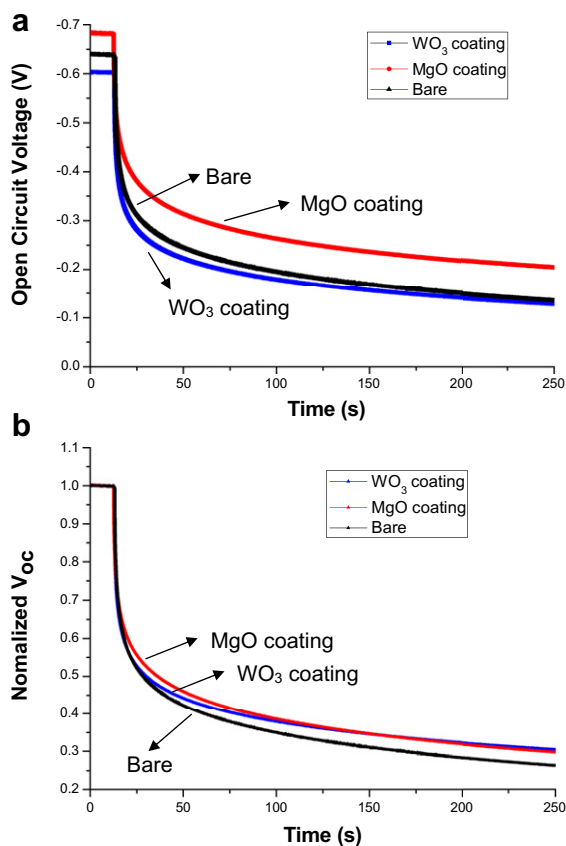 a
-0.7
-0.6
-0.5
-0.4
-0.3
-0.2
-0.1
0.0
Open Circuit Voltage (V)
WO₃ coating
MgO coating
Bare
Bare
MgO coating
WO₃ coating
0 50 100 150 200 250
Time (s)
b
1.1
1.0
0.9
0.8
0.7
0.6
0.5
0.4
0.3
0.2
Nomalized VOC
WO₃ coating
MgO coating
Bare
MgO coating
WO₃ coating
Bare
0 50 100 150 200 250
Time (s)